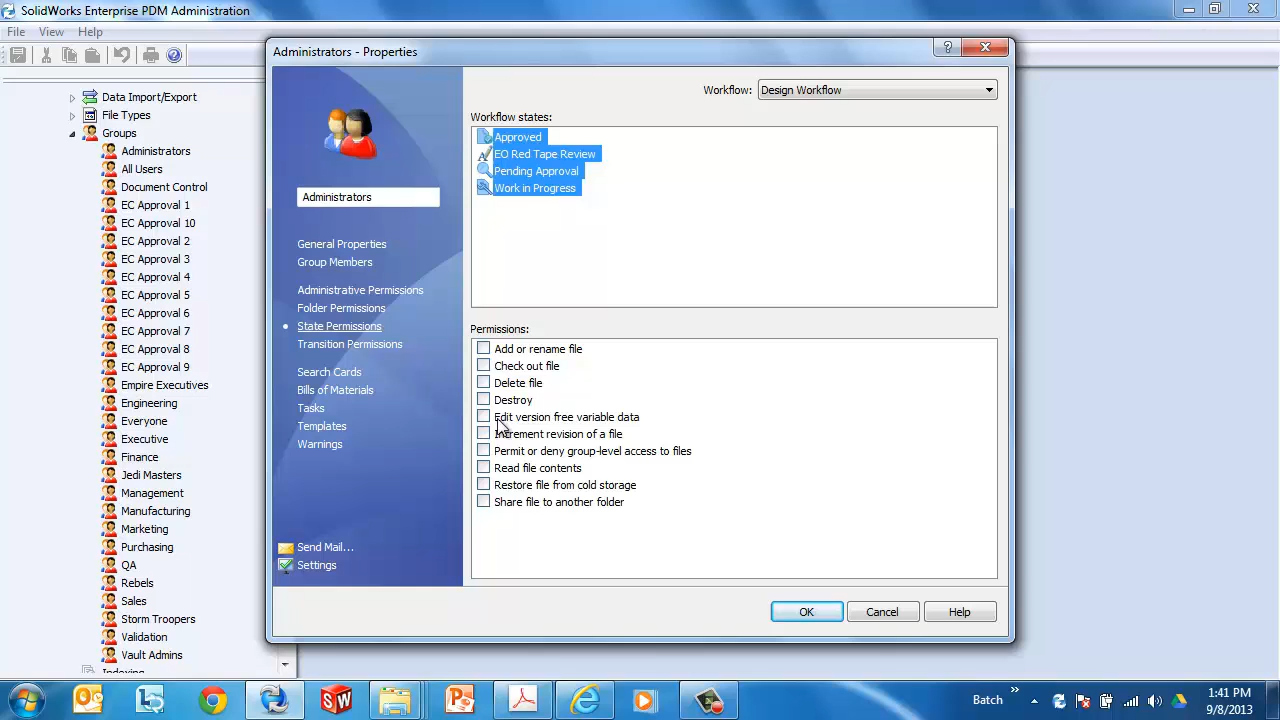 SolidWorks Enterprise PDM Administration
File View Help
Data Import/Export
File Types
Groups
Administrators
All Users
Document Control
EC Approval 1
EC Approval 10
EC Approval 2
EC Approval 3
EC Approval 4
EC Approval 5
EC Approval 6
EC Approval 7
EC Approval 8
EC Approval 9
Empire Executives
Engineering
Everyone
Executive
Finance
Jedi Masters
Management
Manufacturing
Marketing
Purchasing
QA
Rebels
Sales
Storm Troopers
Validation
Vault Admins
Indexing
Administrators - Properties
Administrators
General Properties
Group Members
Administrative Permissions
Folder Permissions
State Permissions
Transition Permissions
Search Cards
Bills of Materials
Tasks
Templates
Warnings
Send Mail...
Settings
Workflow: Design Workflow
Workflow states:
Approved
EO Red Tape Review
Pending Approval
Work in Progress
Permissions:
Add or rename file
Check out file
Delete file
Destroy
Edit version free variable data
Increment revision of a file
Permit or deny group-level access to files
Read file contents
Restore file from cold storage
Share file to another folder
OK Cancel Help
SW
Batch
1:41 PM
9/8/2013